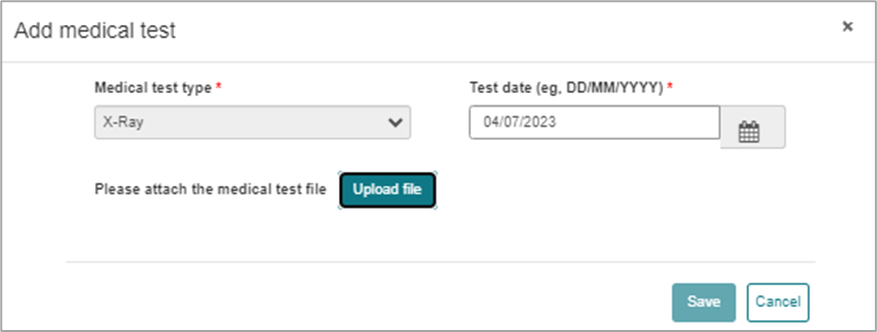 Add medical test ×
Medical test type * Test date (eg, DD/MM/YYYY) *
X-Ray 04/07/2023
Please attach the medical test file Upload file
Save Cancel